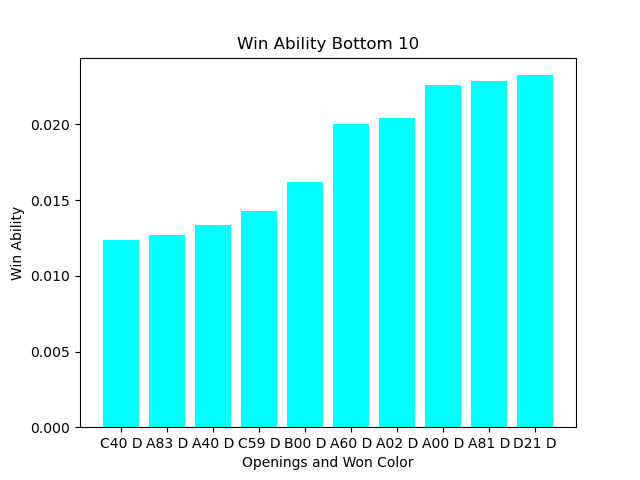 Win Ability Bottom 10
Win Ability
0.020
0.015
0.010
0.005
0.000
C40 D A83 D A40 D C59 D B00 D A60 D A02 D A00 D A81 D D21 D
Openings and Won Color